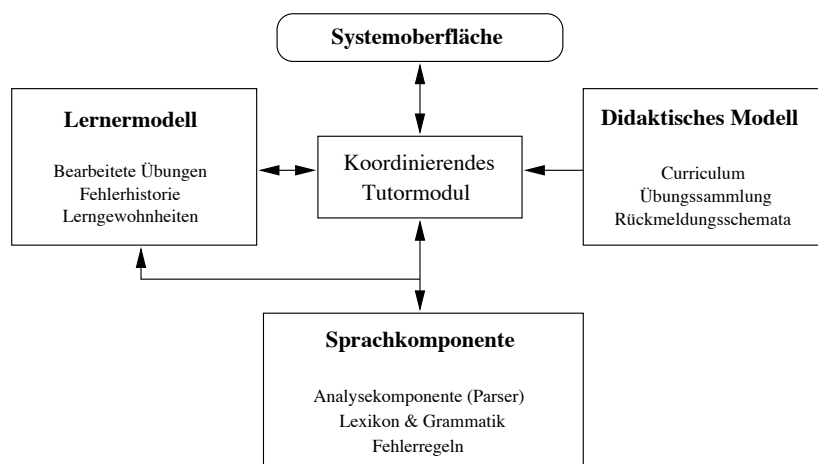 Systemoberfläche
Lernermodell
Bearbeitete Übungen
Fehlerhistorie
Lerngewohnheiten
Koordinierendes
Tutormodul
Didaktisches Modell
Curriculum
Übungssammlung
Rückmeldungsschemata
Sprachkomponente
Analysekomponente (Parser)
Lexikon & Grammatik
Fehlerregeln